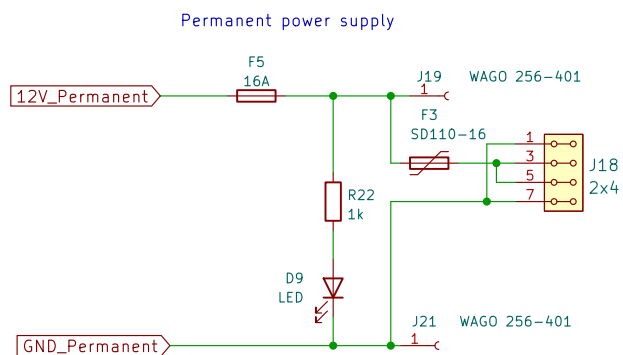 Permanent power supply
F5
16A
J19
WAGO 256-401
1
12V_Permanent
F3
SD110-16
1
3
5
7
J18
2x4
R22
1k
D9
LED
J21
WAGO 256-401
1
GND_Permanent